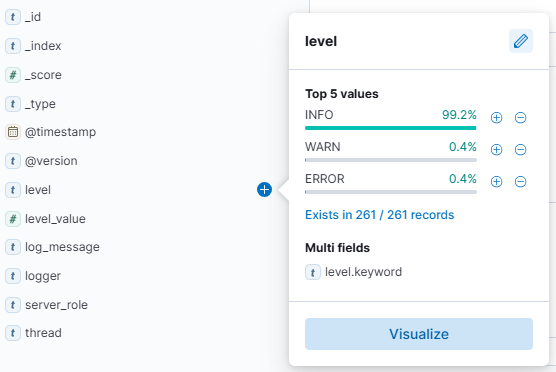 t _id
t _index
# _score
t _type
@timestamp
t @version
t level
# level_value
t log_message
t logger
t server_role
t thread
level
Top 5 values
INFO 99.2%
WARN 0.4%
ERROR 0.4%
Exists in 261 / 261 records
Multi fields
t level.keyword
Visualize